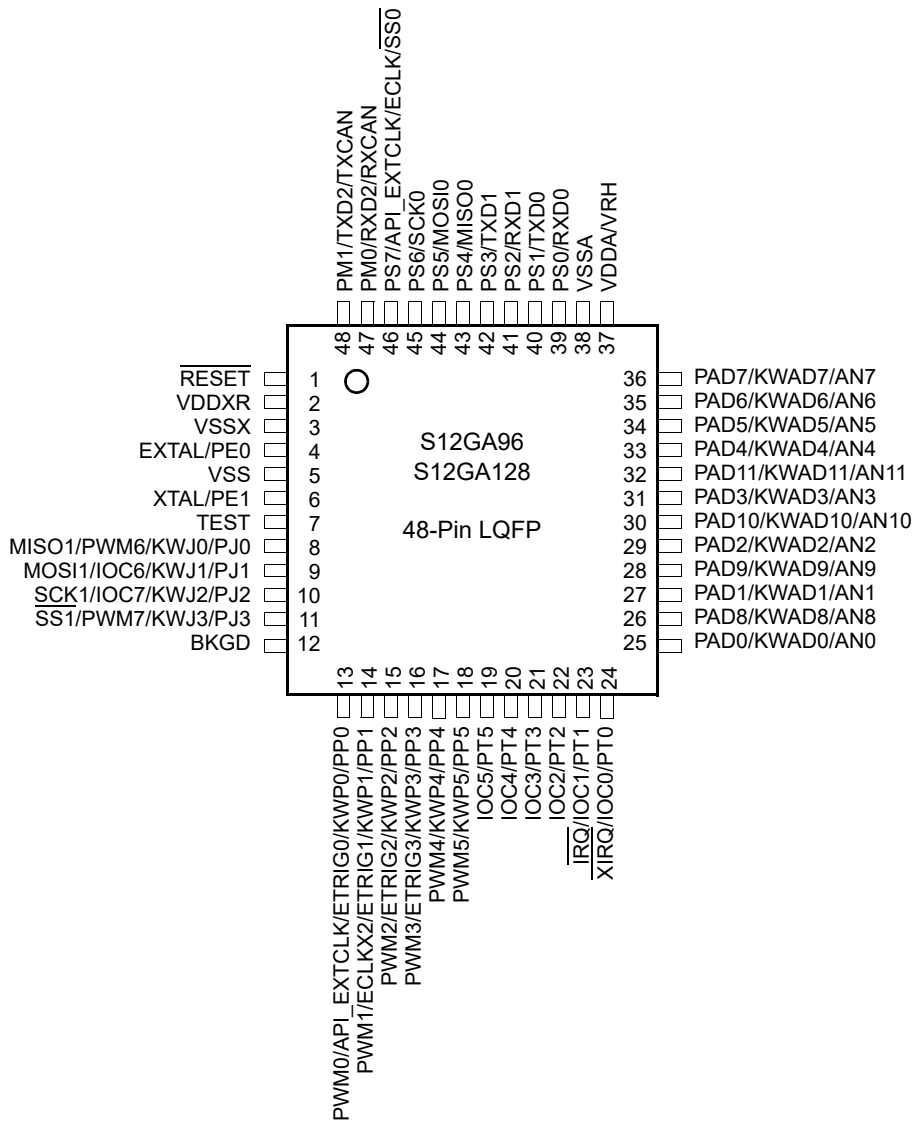 PM1/TXD2/TXCAN
PM0/RXD2/RXCAN
PS7/API_EXTCLK/ECLK/SS0
PS6/SCK0
PS5/MOSI0
PS4/MISO0
PS3/TXD1
PS2/RXD1
PS1/TXD0
PS0/RXD0
VSSA
VDDA/VRH
48
47
46
45
44
43
42
41
40
39
38
37
RESET 1
VDDXR 2
VSSX 3
EXTAL/PE0 4
VSS 5
XTAL/PE1 6
TEST 7
MISO1/PWM6/KWJ0/PJ0 8
MOSI1/IOC6/KWJ1/PJ1 9
SCK1/IOC7/KWJ2/PJ2 10
SS1/PWM7/KWJ3/PJ3 11
BKGD 12
S12GA96
S12GA128
48-Pin LQFP
36 PAD7/KWAD7/AN7
35 PAD6/KWAD6/AN6
34 PAD5/KWAD5/AN5
33 PAD4/KWAD4/AN4
32 PAD11/KWAD11/AN11
31 PAD3/KWAD3/AN3
30 PAD10/KWAD10/AN10
29 PAD2/KWAD2/AN2
28 PAD9/KWAD9/AN9
27 PAD1/KWAD1/AN1
26 PAD8/KWAD8/AN8
25 PAD0/KWAD0/AN0
13
14
15
16
17
18
19
20
21
22
23
24
PWM0/API_EXTCLK/ETRIG0/KWP0/PP0
PWM1/ECLKX2/ETRIG1/KWP1/PP1
PWM2/ETRIG2/KWP2/PP2
PWM3/ETRIG3/KWP3/PP3
PWM4/KWP4/PP4
PWM5/KWP5/PP5
IOC5/PT5
IOC4/PT4
IOC3/PT3
IOC2/PT2
IRQ/IOC1/PT1
XIRQ/IOC0/PT0